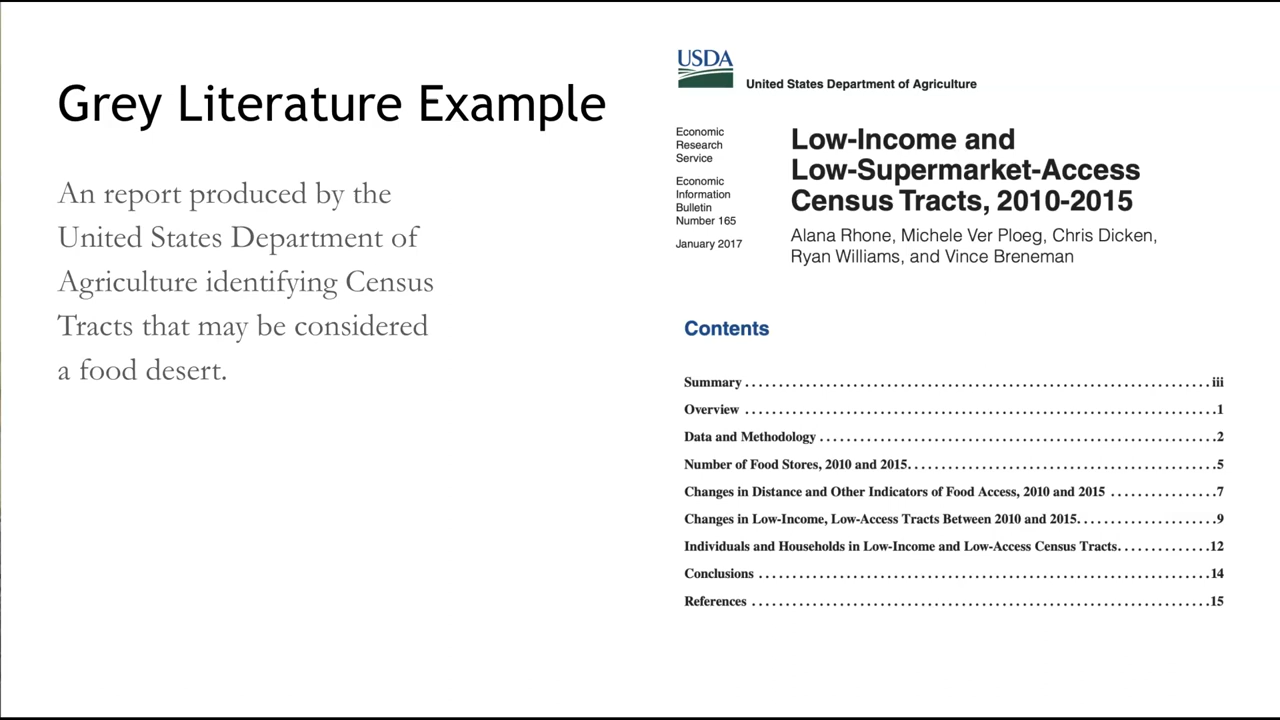 Grey Literature Example
An report produced by the
United States Department of
Agriculture identifying Census
Tracts that may be considered
a food desert.
USDA
United States Department of Agriculture
Economic
Research
Service
Economic
Information
Bulletin
Number 165
January 2017
Low-Income and
Low-Supermarket-Access
Census Tracts, 2010-2015
Alana Rhone, Michele Ver Ploeg, Chris Dicken,
Ryan Williams, and Vince Breneman
Contents
Summary . . . . . . . . . . . . . . . . . . . . . . . . . . . . . . iii
Overview . . . . . . . . . . . . . . . . . . . . . . . . . . . . . . 1
Data and Methodology . . . . . . . . . . . . . . . . . . . . . . . . . . . . . . 2
Number of Food Stores, 2010 and 2015. . . . . . . . . . . . . . . . . . . . . . . . . 5
Changes in Distance and Other Indicators of Food Access, 2010 and 2015 . . . . . . . . . . . . . . . . 7
Changes in Low-Income, Low-Access Tracts Between 2010 and 2015. . . . . . . . . . . . . . . . . . . . 9
Individuals and Households in Low-Income and Low-Access Census Tracts. . . . . . . . . . . . . . 12
Conclusions . . . . . . . . . . . . . . . . . . . . . . . . . . . . . . 14
References . . . . . . . . . . . . . . . . . . . . . . . . . . . . . . 15